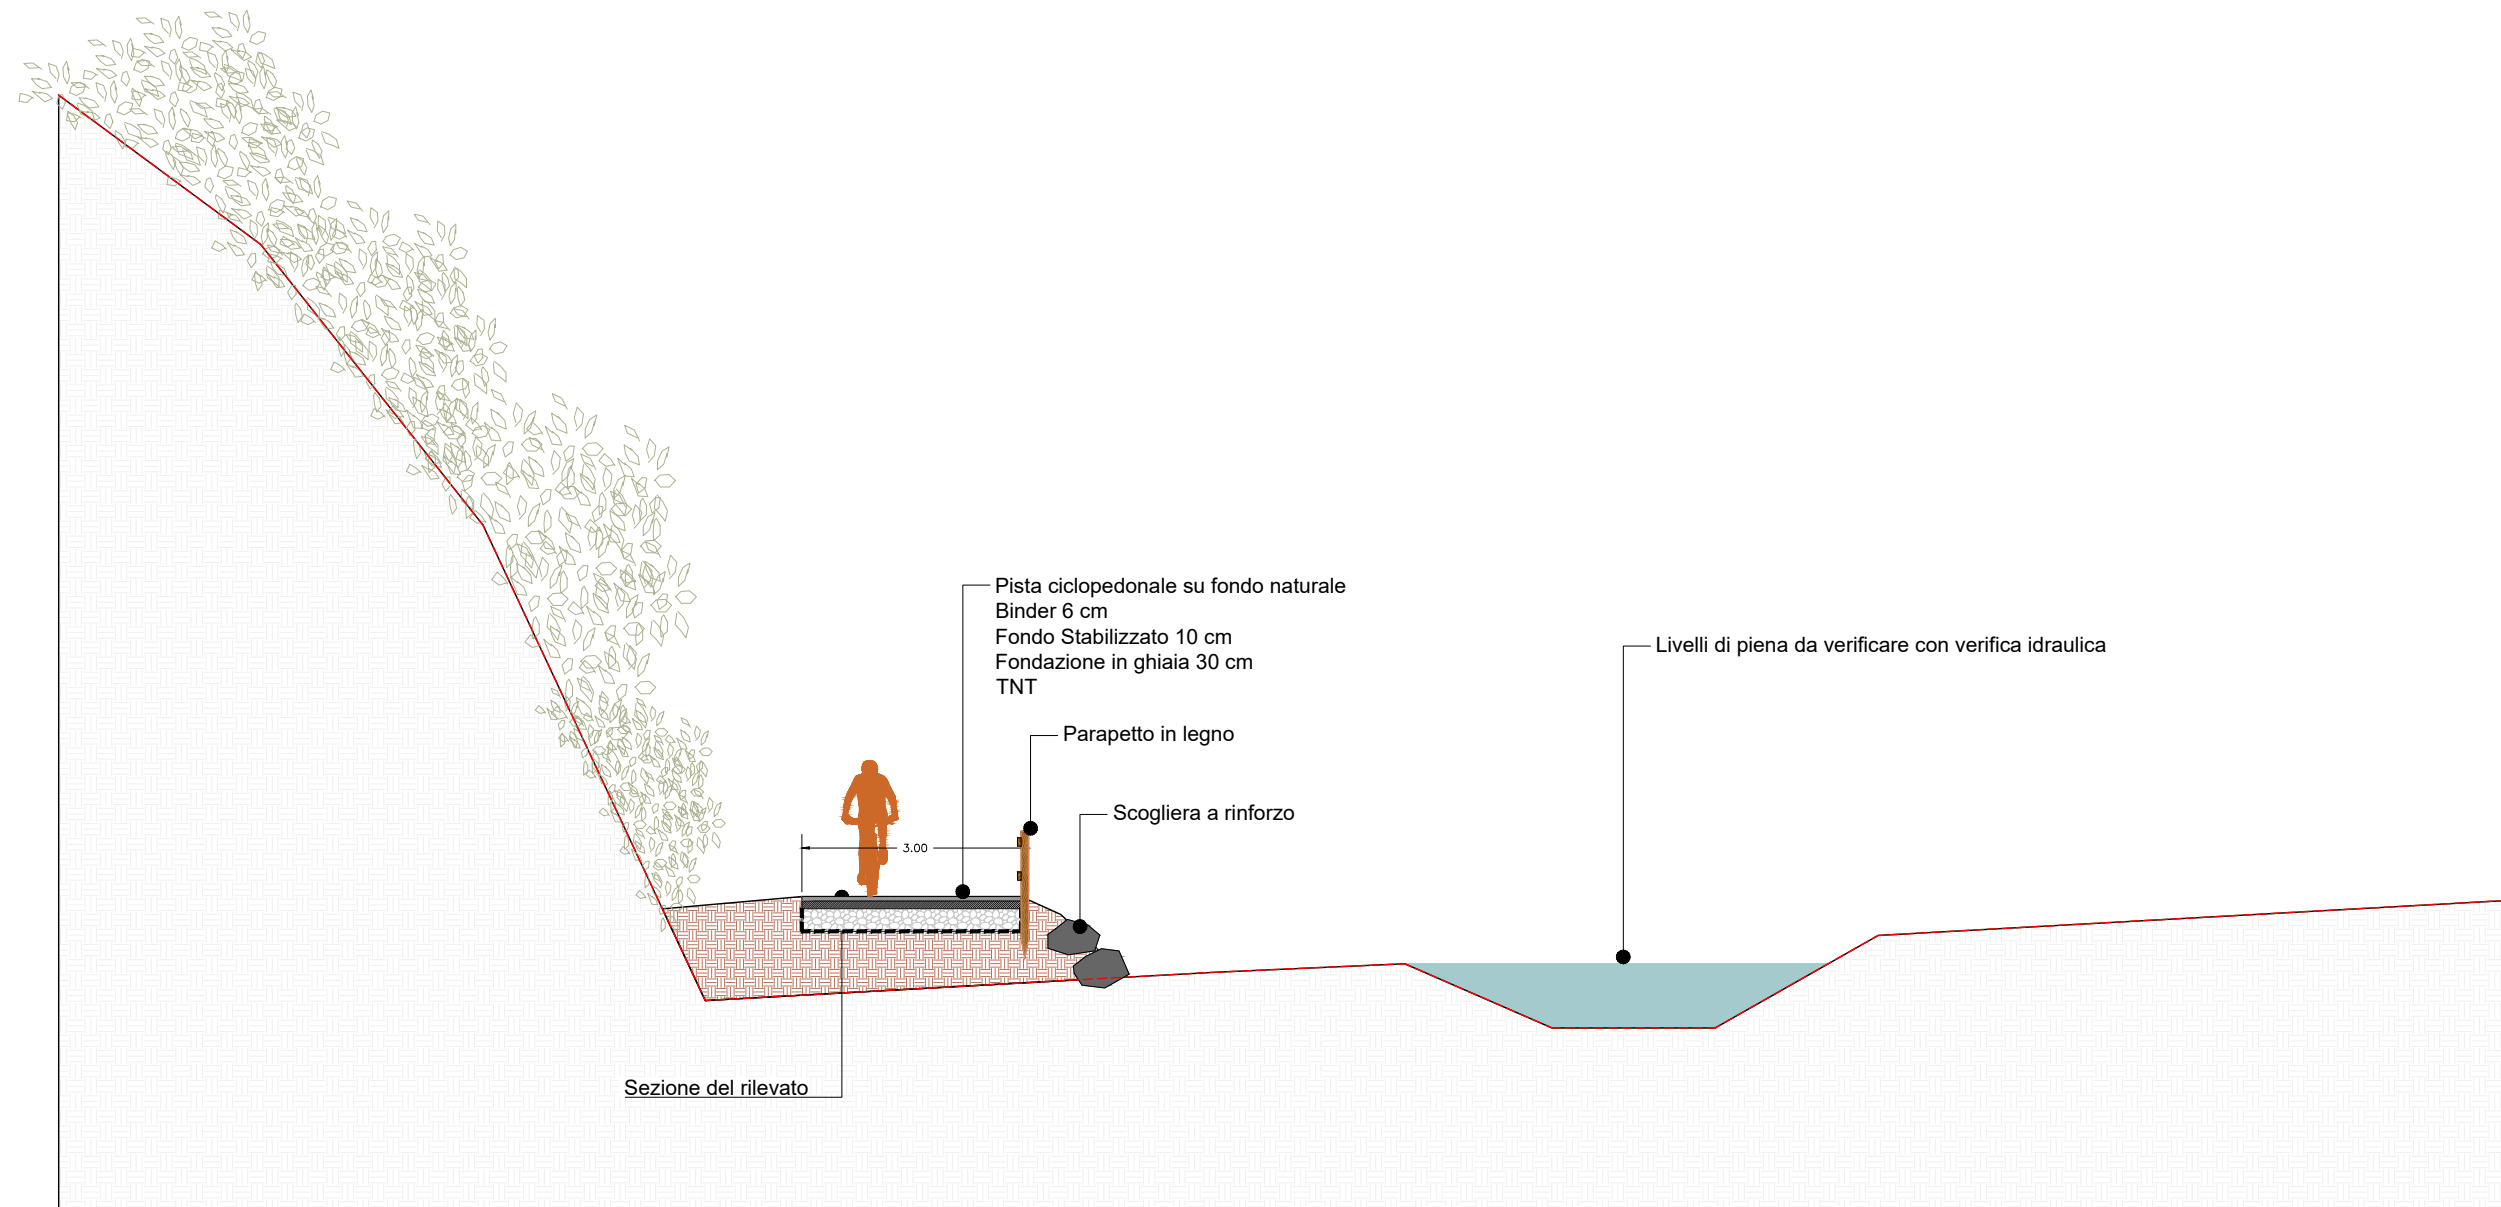 Pista ciclopedonale su fondo naturale
Binder 6 cm
Fondo Stabilizzato 10 cm
Fondazione in ghiaia 30 cm
TNT
Livelli di piena da verificare con verifica idraulica
Parapetto in legno
Scogliera a rinforzo
3.00
Sezione del rilevato